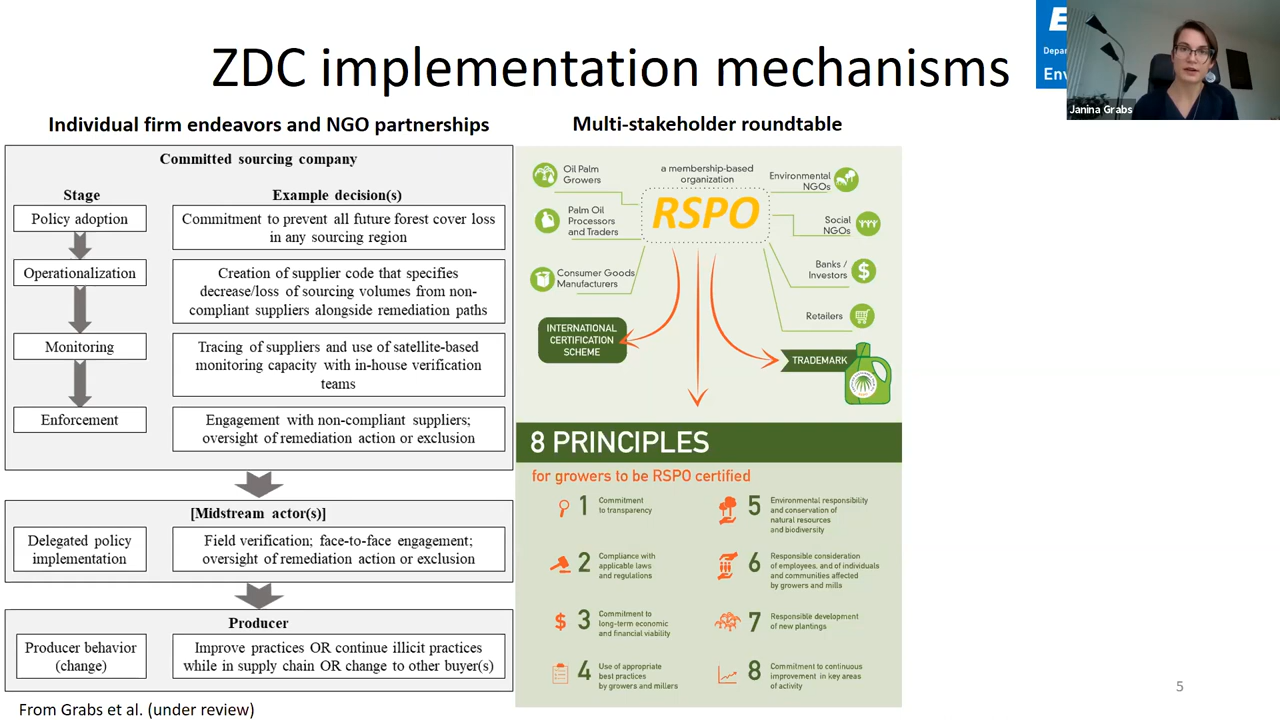 ZDC implementation mechanisms
Depa
Env
Janina Grabs
Individual firm endeavors and NGO partnerships
Committed sourcing company
Stage
Example decision(s)
Policy adoption
Commitment to prevent all future forest cover loss
in any sourcing region
Operationalization
Creation of supplier code that specifies
decrease/loss of sourcing volumes from non-
compliant suppliers alongside remediation paths
Monitoring
Tracing of suppliers and use of satellite-based
monitoring capacity with in-house verification
teams
Enforcement
Engagement with non-compliant suppliers;
oversight of remediation action or exclusion
[Midstream actor(s)]
Delegated policy
implementation
Field verification; face-to-face engagement;
oversight of remediation action or exclusion
Producer
Producer behavior
(change)
Improve practices OR continue illicit practices
while in supply chain OR change to other buyer(s)
From Grabs et al. (under review)
Multi-stakeholder roundtable
a membership-based
organization
RSPO
Oil Palm
Growers
Palm Oil
Processors
and Traders
Consumer Goods
Manufacturers
Environmental
NGOs
Social
NGOs
Banks /
Investors
$
Retailers
INTERNATIONAL
CERTIFICATION
SCHEME
TRADEMARK
8 PRINCIPLES
for growers to be RSPO certified
1 Commitment
to transparency
2 Compliance with
applicable laws
and regulations
$ 3 Commitment to
long-term economic
and financial viability
4 Use of appropriate
best practices
by growers and millers
5 Environmental responsibility
and conservation of
natural resources
and biodiversity
6 Responsible consideration
of employees, and of individuals
and communities affected
by growers and mills
7 Responsible development
of new plantings
8 Commitment to continuous
improvement in key areas
of activity
5